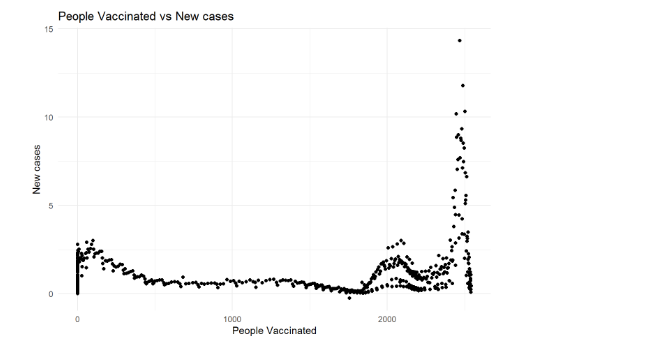 People Vaccinated vs New cases
15
10
5
0
New cases
0 1000 2000
People Vaccinated